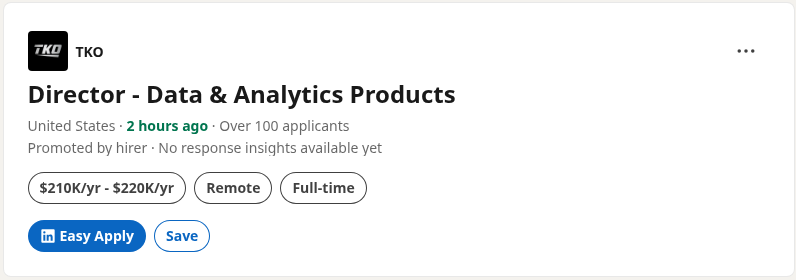 TKO TKO
Director - Data & Analytics Products
United States · 2 hours ago · Over 100 applicants
Promoted by hirer · No response insights available yet
$210K/yr - $220K/yr Remote Full-time
in Easy Apply Save